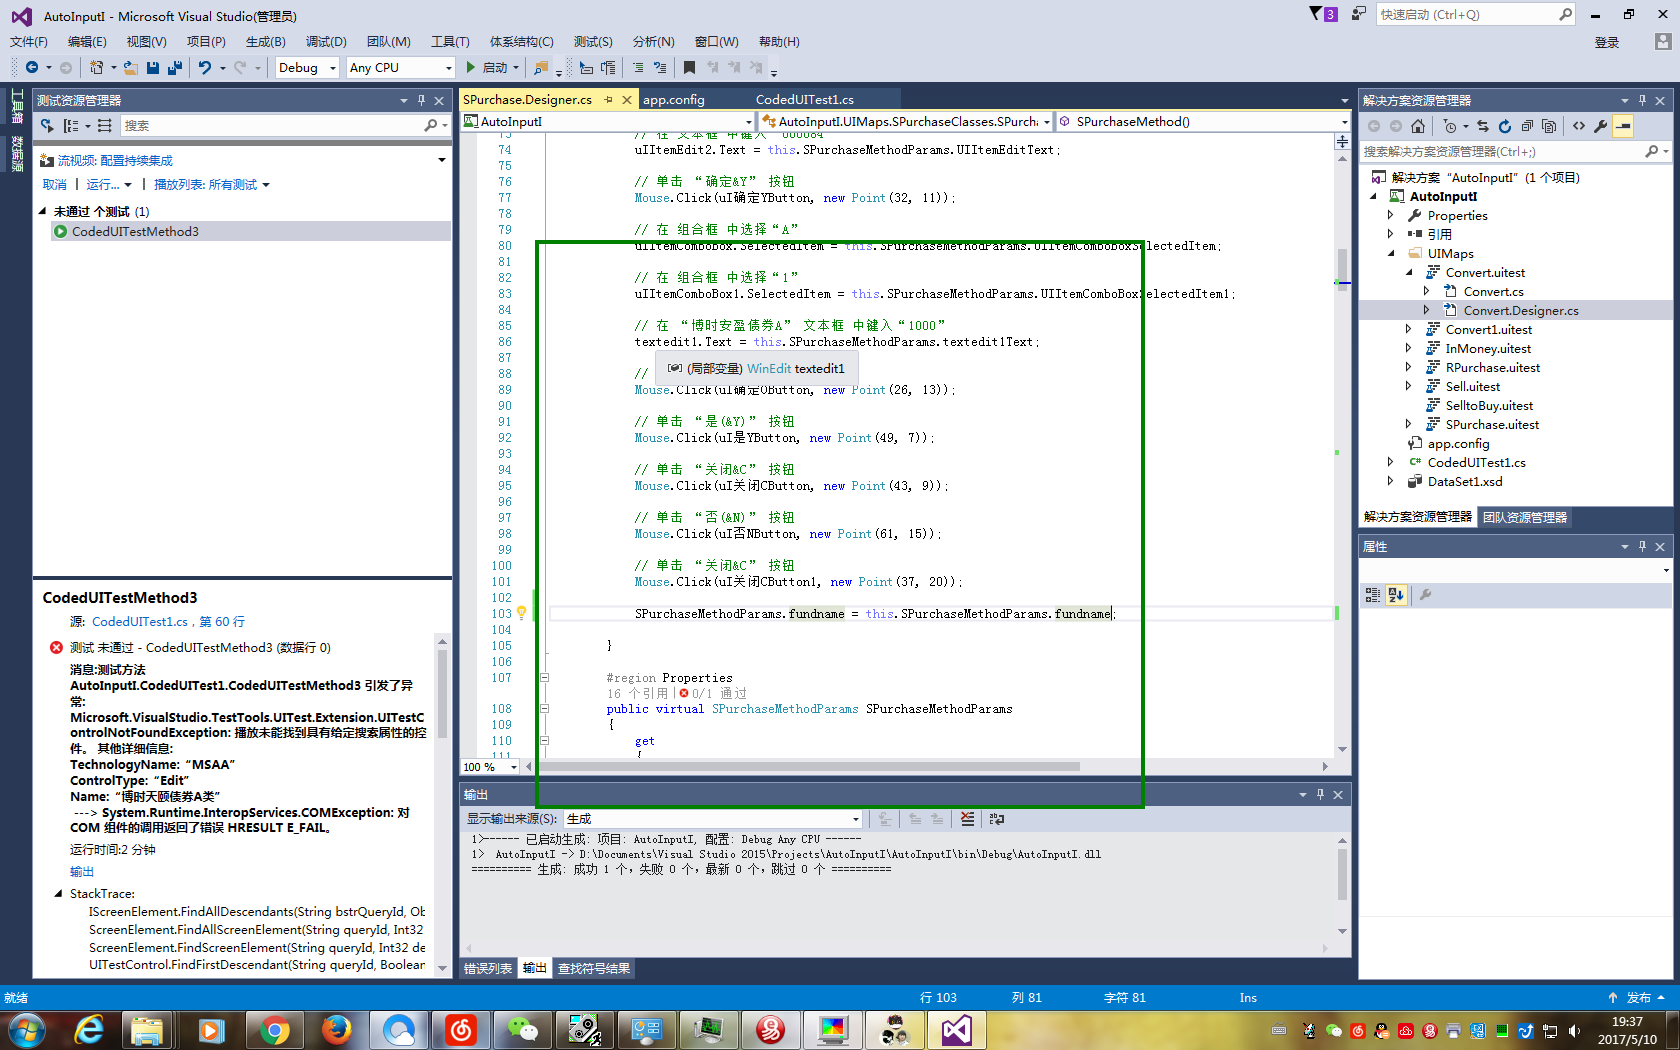 AutoInputI - Microsoft Visual Studio(管理员)
3
快速启动 (Ctrl+Q)
文件(F) 编辑(E) 视图(V) 项目(P) 生成(B) 调试(D) 团队(M) 工具(T) 体系结构(C) 测试(S) 分析(N) 窗口(W) 帮助(H)
登录
Debug Any CPU 启动
工具箱
数据源
测试资源管理器
搜索
流视频: 配置持续集成
取消 | 运行... | 播放列表: 所有测试
未通过 个测试 (1)
CodedUITestMethod3
CodedUITestMethod3
源: CodedUITest1.cs，第 60 行
测试 未通过 - CodedUITestMethod3 (数据行 0)
消息:测试方法
AutoInputI.CodedUITest1.CodedUITestMethod3 引发了异
常:
Microsoft.VisualStudio.TestTools.UITest.Extension.UITestC
ontrolNotFoundException: 播放未能找到具有给定搜索属性的控
件。 其他详细信息:
TechnologyName:  “MSAA”
ControlType:  “Edit”
Name:  “博时天颐债券A类”
---> System.Runtime.InteropServices.COMException: 对
COM 组件的调用返回了错误 HRESULT E_FAIL。
运行时间:2 分钟
输出
StackTrace:
IScreenElement.FindAllDescendants(String bstrQueryId, Ob
ScreenElement.FindAllScreenElement(String queryId, Int32
ScreenElement.FindScreenElement(String queryId, Int32 de
UITestControl.FindFirstDescendant(String queryId, Boolean
SPurchase.Designer.cs app.config CodedUITest1.cs
AutoInputI AutoInputI.UIMaps.SPurchaseClasses.SPurcha SPurchaseMethod()
73 // 在 文本框 中键入 “000084”
74 uIItemEdit2.Text = this.SPurchaseMethodParams.UIItemEditText;
75
76 // 单击 “确定&Y” 按钮
77 Mouse.Click(uI确定YButton, new Point(32, 11));
78
79 // 在 组合框 中选择“A”
80 uIItemComboBox.SelectedItem = this.SPurchaseMethodParams.UIItemComboBoxSelectedItem;
81
82 // 在 组合框 中选择“1”
83 uIItemComboBox1.SelectedItem = this.SPurchaseMethodParams.UIItemComboBoxSelectedItem1;
84
85 // 在 “博时安盈债券A” 文本框 中键入“1000”
86 textedit1.Text = this.SPurchaseMethodParams.textedit1Text;
87
(局部变量) WinEdit textedit1
88 //
89 Mouse.Click(uI确定OButton, new Point(26, 13));
90
91 // 单击 “是(&Y)” 按钮
92 Mouse.Click(uI是YButton, new Point(49, 7));
93
94 // 单击 “关闭&C” 按钮
95 Mouse.Click(uI关闭CButton, new Point(43, 9));
96
97 // 单击 “否(&N)” 按钮
98 Mouse.Click(uI否NButton, new Point(61, 15));
99
100 // 单击 “关闭&C” 按钮
101 Mouse.Click(uI关闭CButton1, new Point(37, 20));
102
103 SPurchaseMethodParams.fundname = this.SPurchaseMethodParams.fundname;
104
105 }
106
107 #region Properties
16 个引用|0/1 通过
108 public virtual SPurchaseMethodParams SPurchaseMethodParams
109 {
110 get
111 {
100 %
输出
显示输出来源(S): 生成
1>------ 已启动生成: 项目: AutoInputI, 配置: Debug Any CPU ------
1>  AutoInputI -> D:\Documents\Visual Studio 2015\Projects\AutoInputI\AutoInputI\bin\Debug\AutoInputI.dll
========== 生成: 成功 1 个，失败 0 个，最新 0 个，跳过 0 个 ==========
错误列表 输出 查找符号结果
解决方案资源管理器
搜索解决方案资源管理器(Ctrl+;)
解决方案 “AutoInputI” (1 个项目)
AutoInputI
Properties
引用
UIMaps
Convert.uitest
Convert.cs
Convert.Designer.cs
Convert1.uitest
InMoney.uitest
RPurchase.uitest
Sell.uitest
SelltoBuy.uitest
SPurchase.uitest
app.config
CodedUITest1.cs
DataSet1.xsd
解决方案资源管理器 团队资源管理器
属性
就绪 行 103 列 81 字符 81 Ins 发布
19:37
2017/5/10